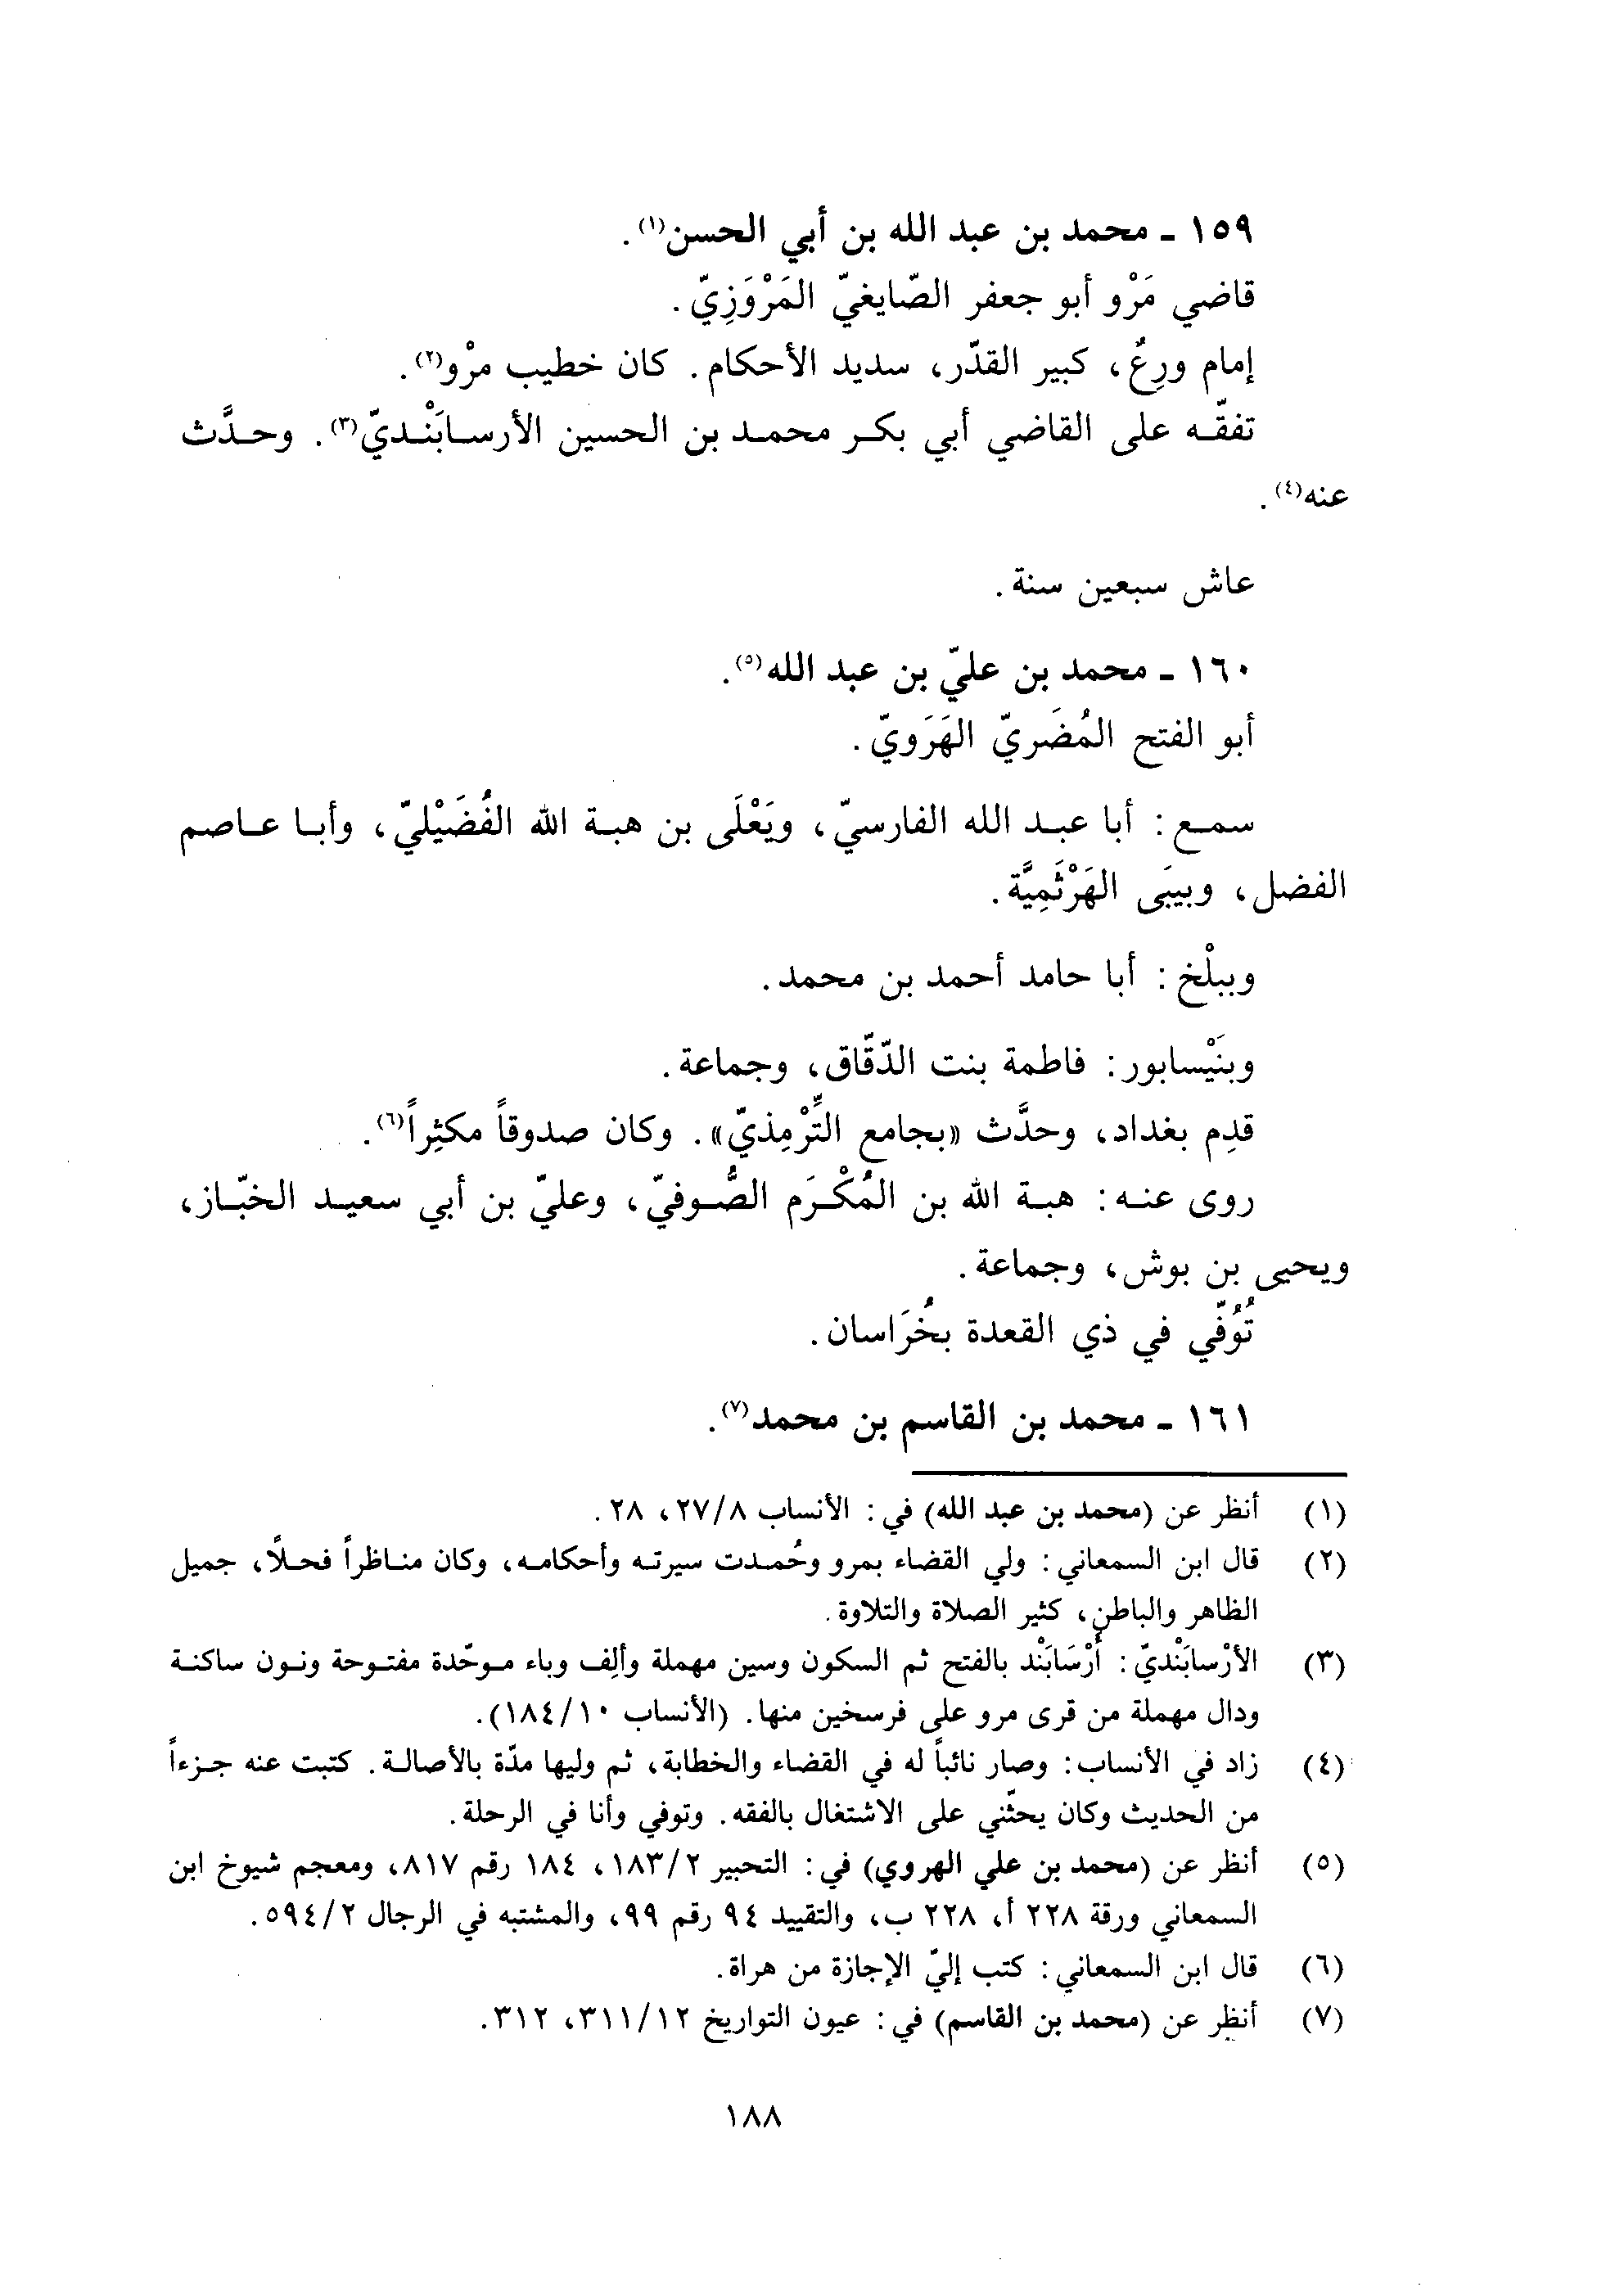 ١٥٩ ـ محمد بن عبد الله بن أبي الحسن(١).
قاضي مَرْو أبو جعفر الصّايغيّ المَرْوَزِيّ.
إمام ورِعٌ، كبير القدّر، سديد الأحكام. كان خطيب مرْو(٢).
تفقّه على القاضي أبي بكر محمد بن الحسين الأرسابَنْديّ(٣). وحدَّث
عنه(٤).
عاش سبعين سنة.
١٦٠ ـ محمد بن عليّ بن عبد الله(٥).
أبو الفتح المُضَريّ الهَرَويّ.
سمع: أبا عبد الله الفارسيّ، ويَعْلَى بن هبة الله الفُضَيْليّ، وأبا عاصم
الفضل، وبيبَى الهَرْثَمِيَّة.
وببلْخ: أبا حامد أحمد بن محمد.
وبنَيْسابور: فاطمة بنت الدّقّاق، وجماعة.
قدِم بغداد، وحدَّث «بجامع التِّرْمِذيّ». وكان صدوقاً مكثِراً(٦).
روى عنه: هبة الله بن المُكْرَم الصُّوفيّ، وعليّ بن أبي سعيد الخبّاز،
ويحيى بن بوش، وجماعة.
تُوُفّي في ذي القعدة بخُرَاسان.
١٦١ ـ محمد بن القاسم بن محمد(٧).
(١) أنظر عن (محمد بن عبد الله) في: الأنساب ٢٧/٨، ٢٨.
(٢) قال ابن السمعاني: ولي القضاء بمرو وحُمدت سيرته وأحكامه، وكان مناظراً فحلاً، جميل
الظاهر والباطن، كثير الصلاة والتلاوة.
(٣) الأرْسابَنْديّ: أَرْسَابَنْد بالفتح ثم السكون وسين مهملة وألِف وباء موحّدة مفتوحة ونون ساكنة
ودال مهملة من قرى مرو على فرسخين منها. (الأنساب ١٨٤/١٠).
(٤) زاد في الأنساب: وصار نائباً له في القضاء والخطابة، ثم وليها مدّة بالأصالة. كتبت عنه جزءاً
من الحديث وكان يحثّني على الاشتغال بالفقه. وتوفي وأنا في الرحلة.
(٥) أنظر عن (محمد بن علي الهروي) في: التحبير ١٨٣/٢، ١٨٤ رقم ٨١٧، ومعجم شيوخ ابن
السمعاني ورقة ٢٢٨ أ، ٢٢٨ ب، والتقييد ٩٤ رقم ٩٩، والمشتبه في الرجال ٥٩٤/٢.
(٦) قال ابن السمعاني: كتب إليّ الإجازة من هراة.
(٧) أنظر عن (محمد بن القاسم) في: عيون التواريخ ٣١١/١٢، ٣١٢.
١٨٨